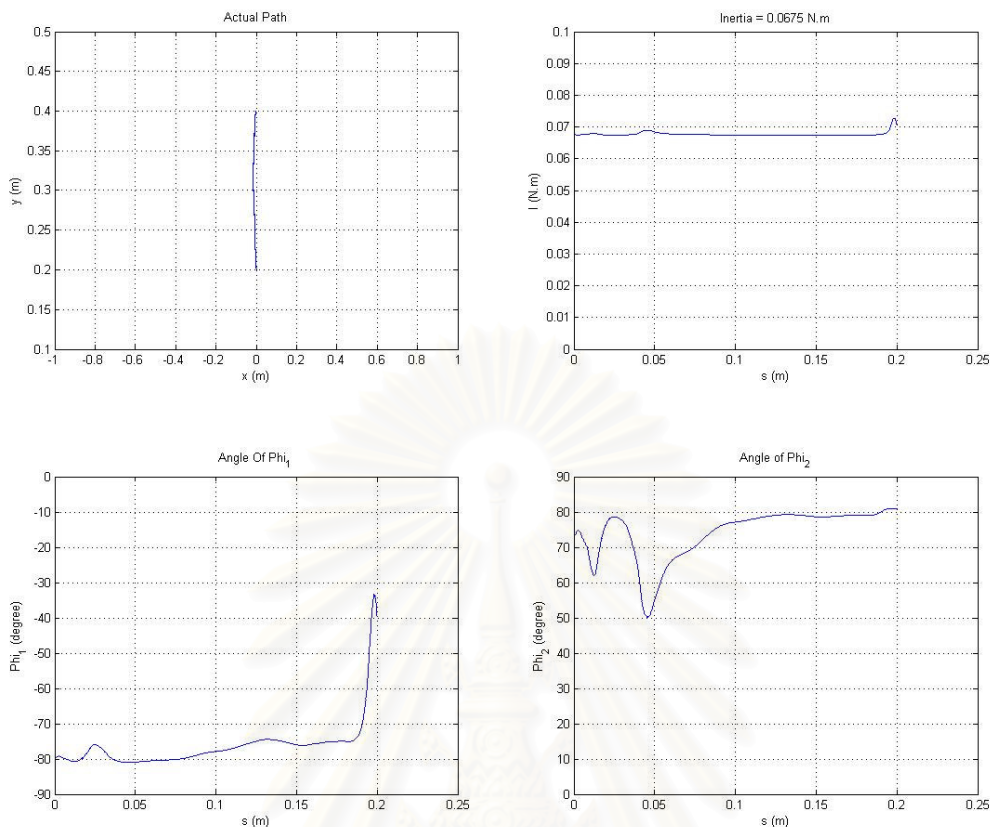 Actual Path
0.5
0.45
0.4
0.35
0.3
0.25
0.2
0.15
0.1
y (m)
-1 -0.8 -0.6 -0.4 -0.2 0 0.2 0.4 0.6 0.8 1
x (m)
Inertia = 0.0675 N.m
0.1
0.09
0.08
0.07
0.06
0.05
0.04
0.03
0.02
0.01
0
I (N.m)
0 0.05 0.1 0.15 0.2 0.25
s (m)
Angle Of Phi1
0
-10
-20
-30
-40
-50
-60
-70
-80
-90
Phi1 (degree)
0 0.05 0.1 0.15 0.2 0.25
s (m)
Angle of Phi2
90
80
70
60
50
40
30
20
10
0
Phi2 (degree)
0 0.05 0.1 0.15 0.2 0.25
s (m)